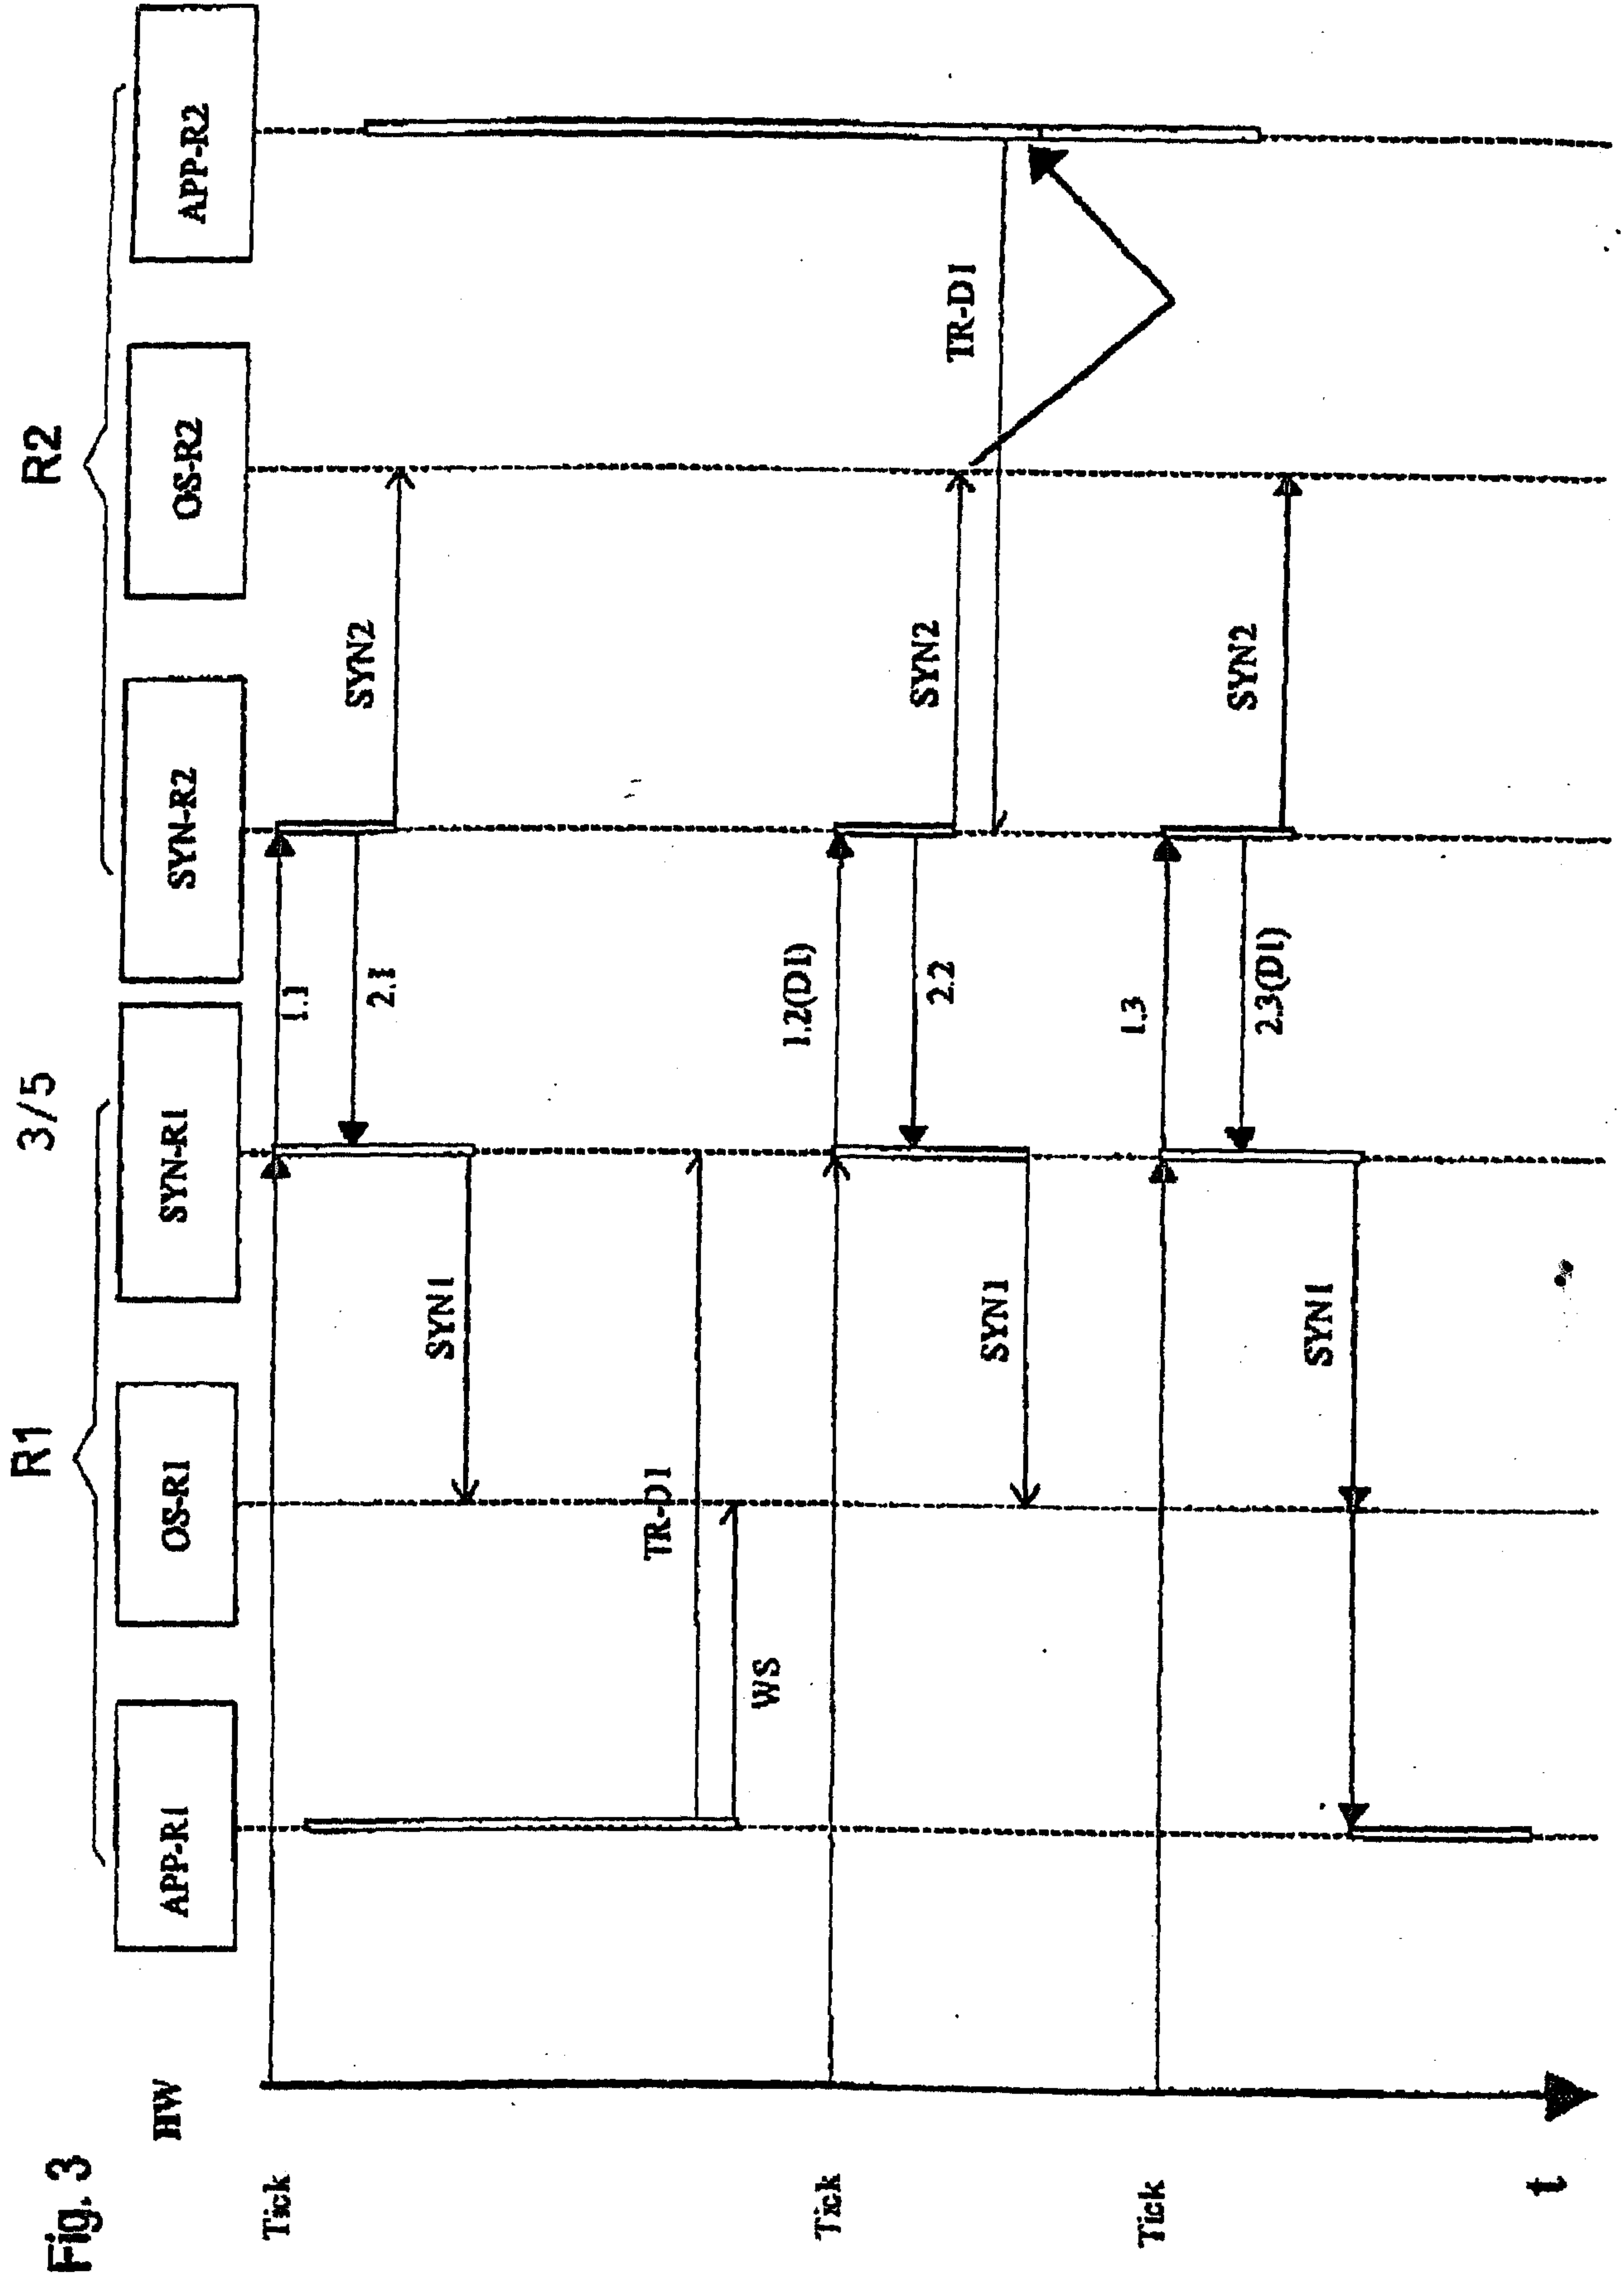 3/5
Fig. 3
R1
R2
HW
APP-R1
OS-R1
SYN-R1
SYN-R2
OS-R2
APP-R2
Tick
1.1
2.1
SYN2
SYN1
TR-D1
WS
Tick
1.2(D1)
2.2
SYN2
TR-D1
SYN1
Tick
1.3
2.3(D1)
SYN2
SYN1
t